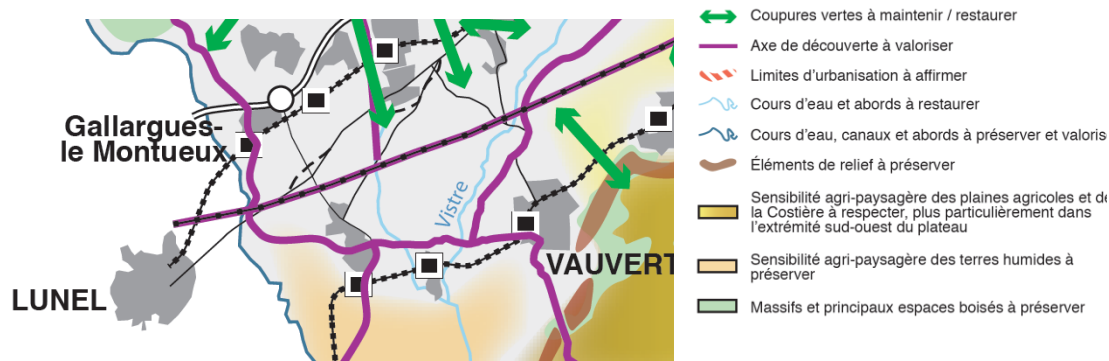 Gallargues-
le Montueux
LUNEL
Vistre
VAUVERT
Coupures vertes à maintenir / restaurer
Axe de découverte à valoriser
Limites d'urbanisation à affirmer
Cours d'eau et abords à restaurer
Cours d'eau, canaux et abords à préserver et valoris
Éléments de relief à préserver
Sensibilité agri-paysagère des plaines agricoles et de
la Costière à respecter, plus particulièrement dans
l'extrémité sud-ouest du plateau
Sensibilité agri-paysagère des terres humides à
préserver
Massifs et principaux espaces boisés à préserver